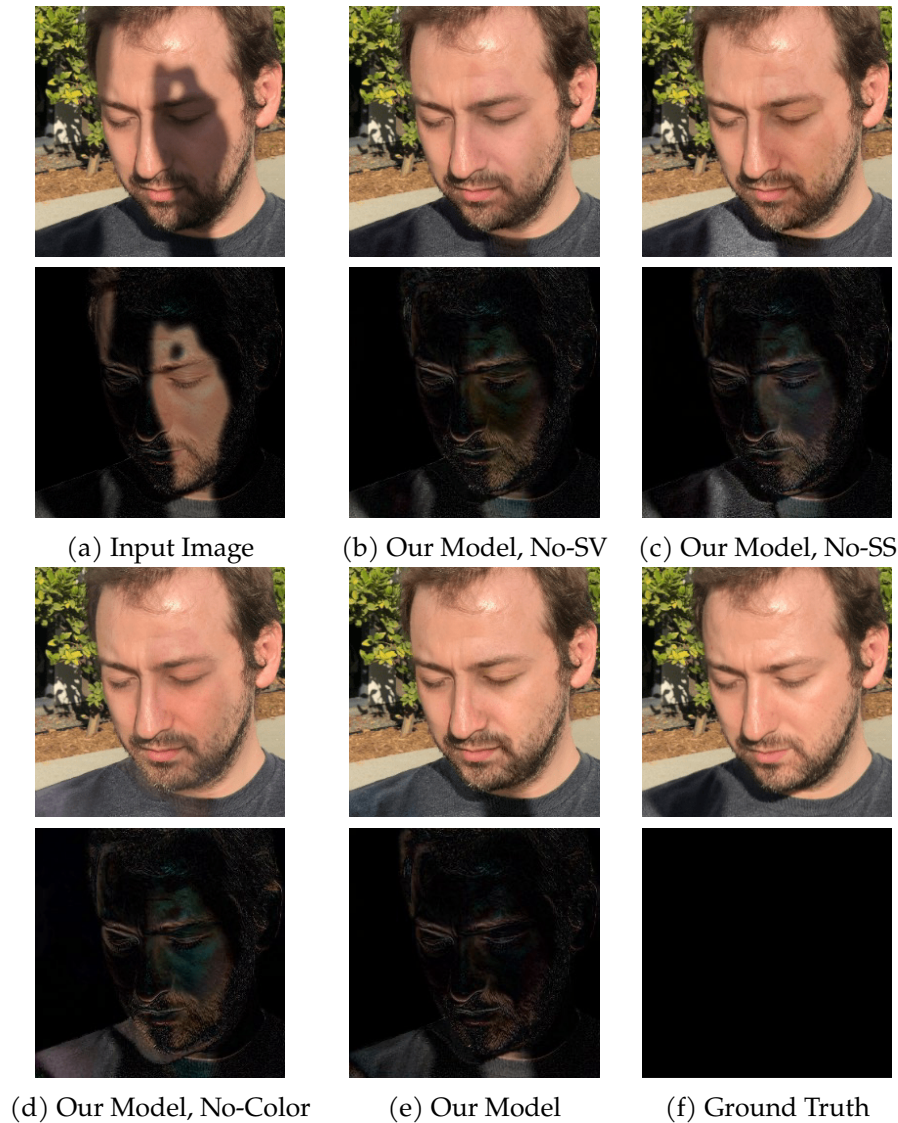 (a) Input Image
(b) Our Model, No-SV
(c) Our Model, No-SS
(d) Our Model, No-Color
(e) Our Model
(f) Ground Truth